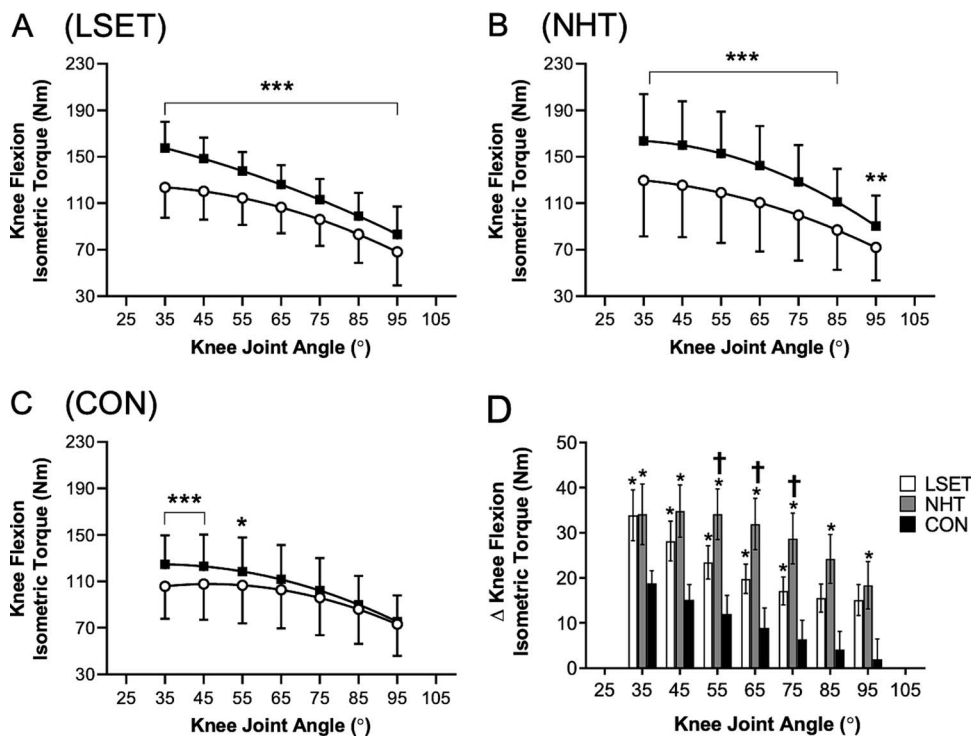 A (LSET)
Knee Flexion
Isometric Torque (Nm)
230
190
150
110
70
30
***
25 35 45 55 65 75 85 95 105
Knee Joint Angle (°)
B (NHT)
Knee Flexion
Isometric Torque (Nm)
230
190
150
110
70
30
***
**
25 35 45 55 65 75 85 95 105
Knee Joint Angle (°)
C (CON)
Knee Flexion
Isometric Torque (Nm)
230
190
150
110
70
30
***
*
25 35 45 55 65 75 85 95 105
Knee Joint Angle (°)
D
Δ Knee Flexion
Isometric Torque (Nm)
50
40
30
20
10
0
† † †
* * * * * * * * * * * *
LSET
NHT
CON
25 35 45 55 65 75 85 95 105
Knee Joint Angle (°)